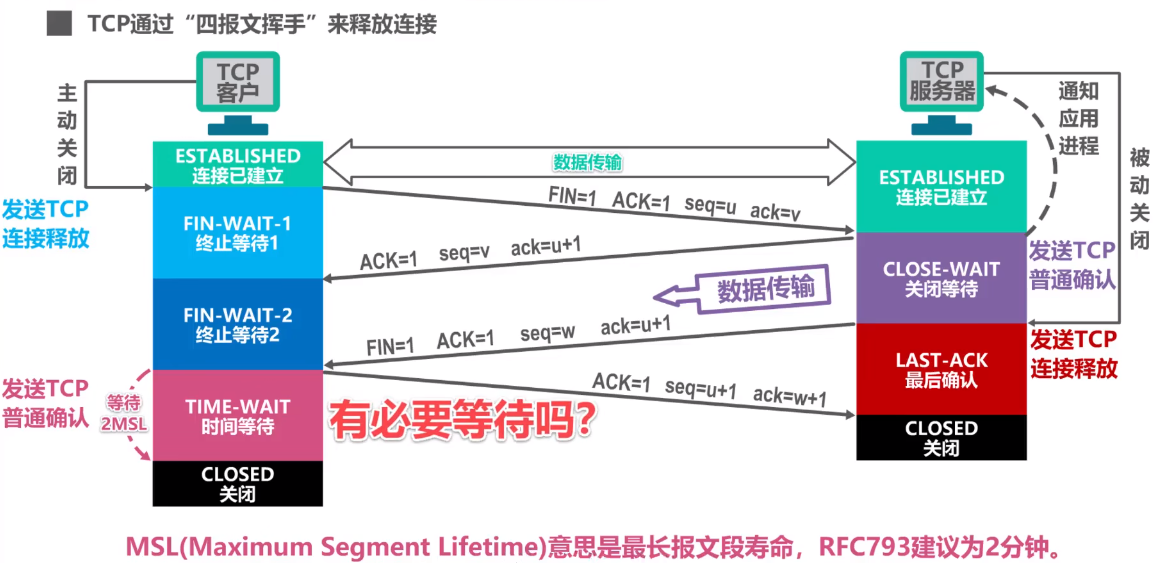 TCP通过“四报文挥手”来释放连接
TCP
客户
TCP
服务器
主动关闭
通知
应用
进程
被动关闭
ESTABLISHED
连接已建立
数据传输
ESTABLISHED
连接已建立
发送TCP
连接释放
FIN=1 ACK=1 seq=u ack=v
FIN-WAIT-1
终止等待1
ACK=1 seq=v ack=u+1
CLOSE-WAIT
关闭等待
发送TCP
普通确认
数据传输
FIN-WAIT-2
终止等待2
FIN=1 ACK=1 seq=w ack=u+1
LAST-ACK
最后确认
发送TCP
连接释放
发送TCP
普通确认
等待
2MSL
TIME-WAIT
时间等待
ACK=1 seq=u+1 ack=w+1
有必要等待吗?
CLOSED
关闭
CLOSED
关闭
MSL(Maximum Segment Lifetime)意思是最长报文段寿命，RFC793建议为2分钟。